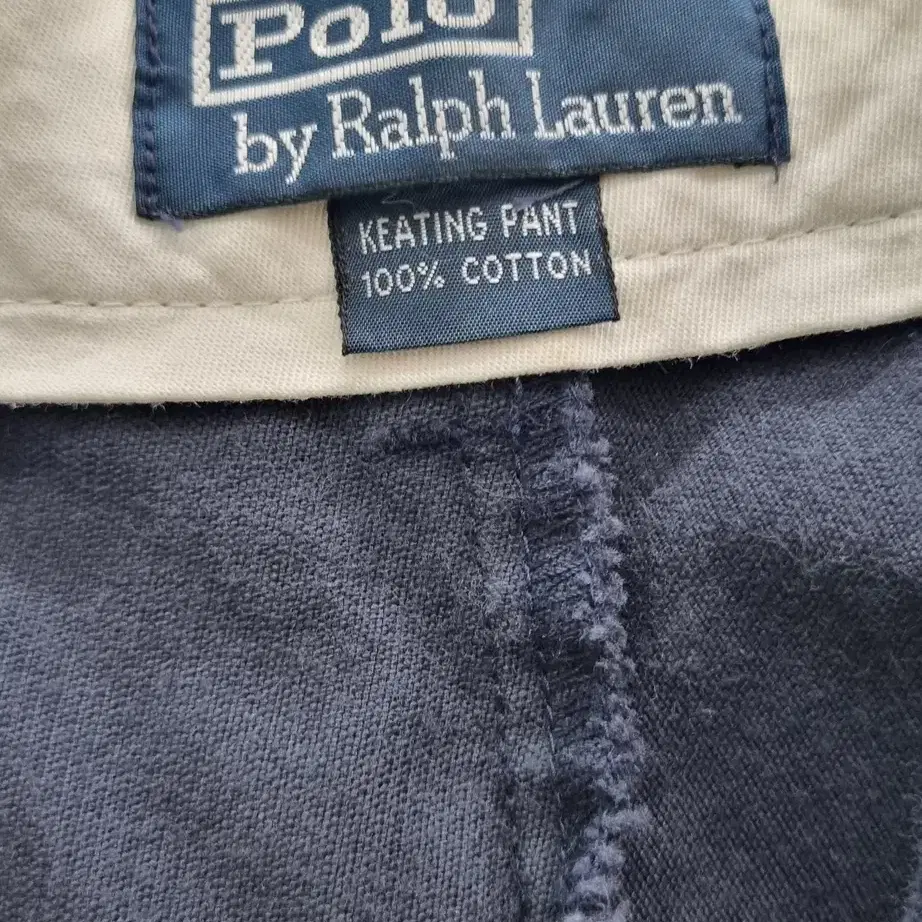 Polo
by Ralph Lauren
KEATING PANT
100% COTTON